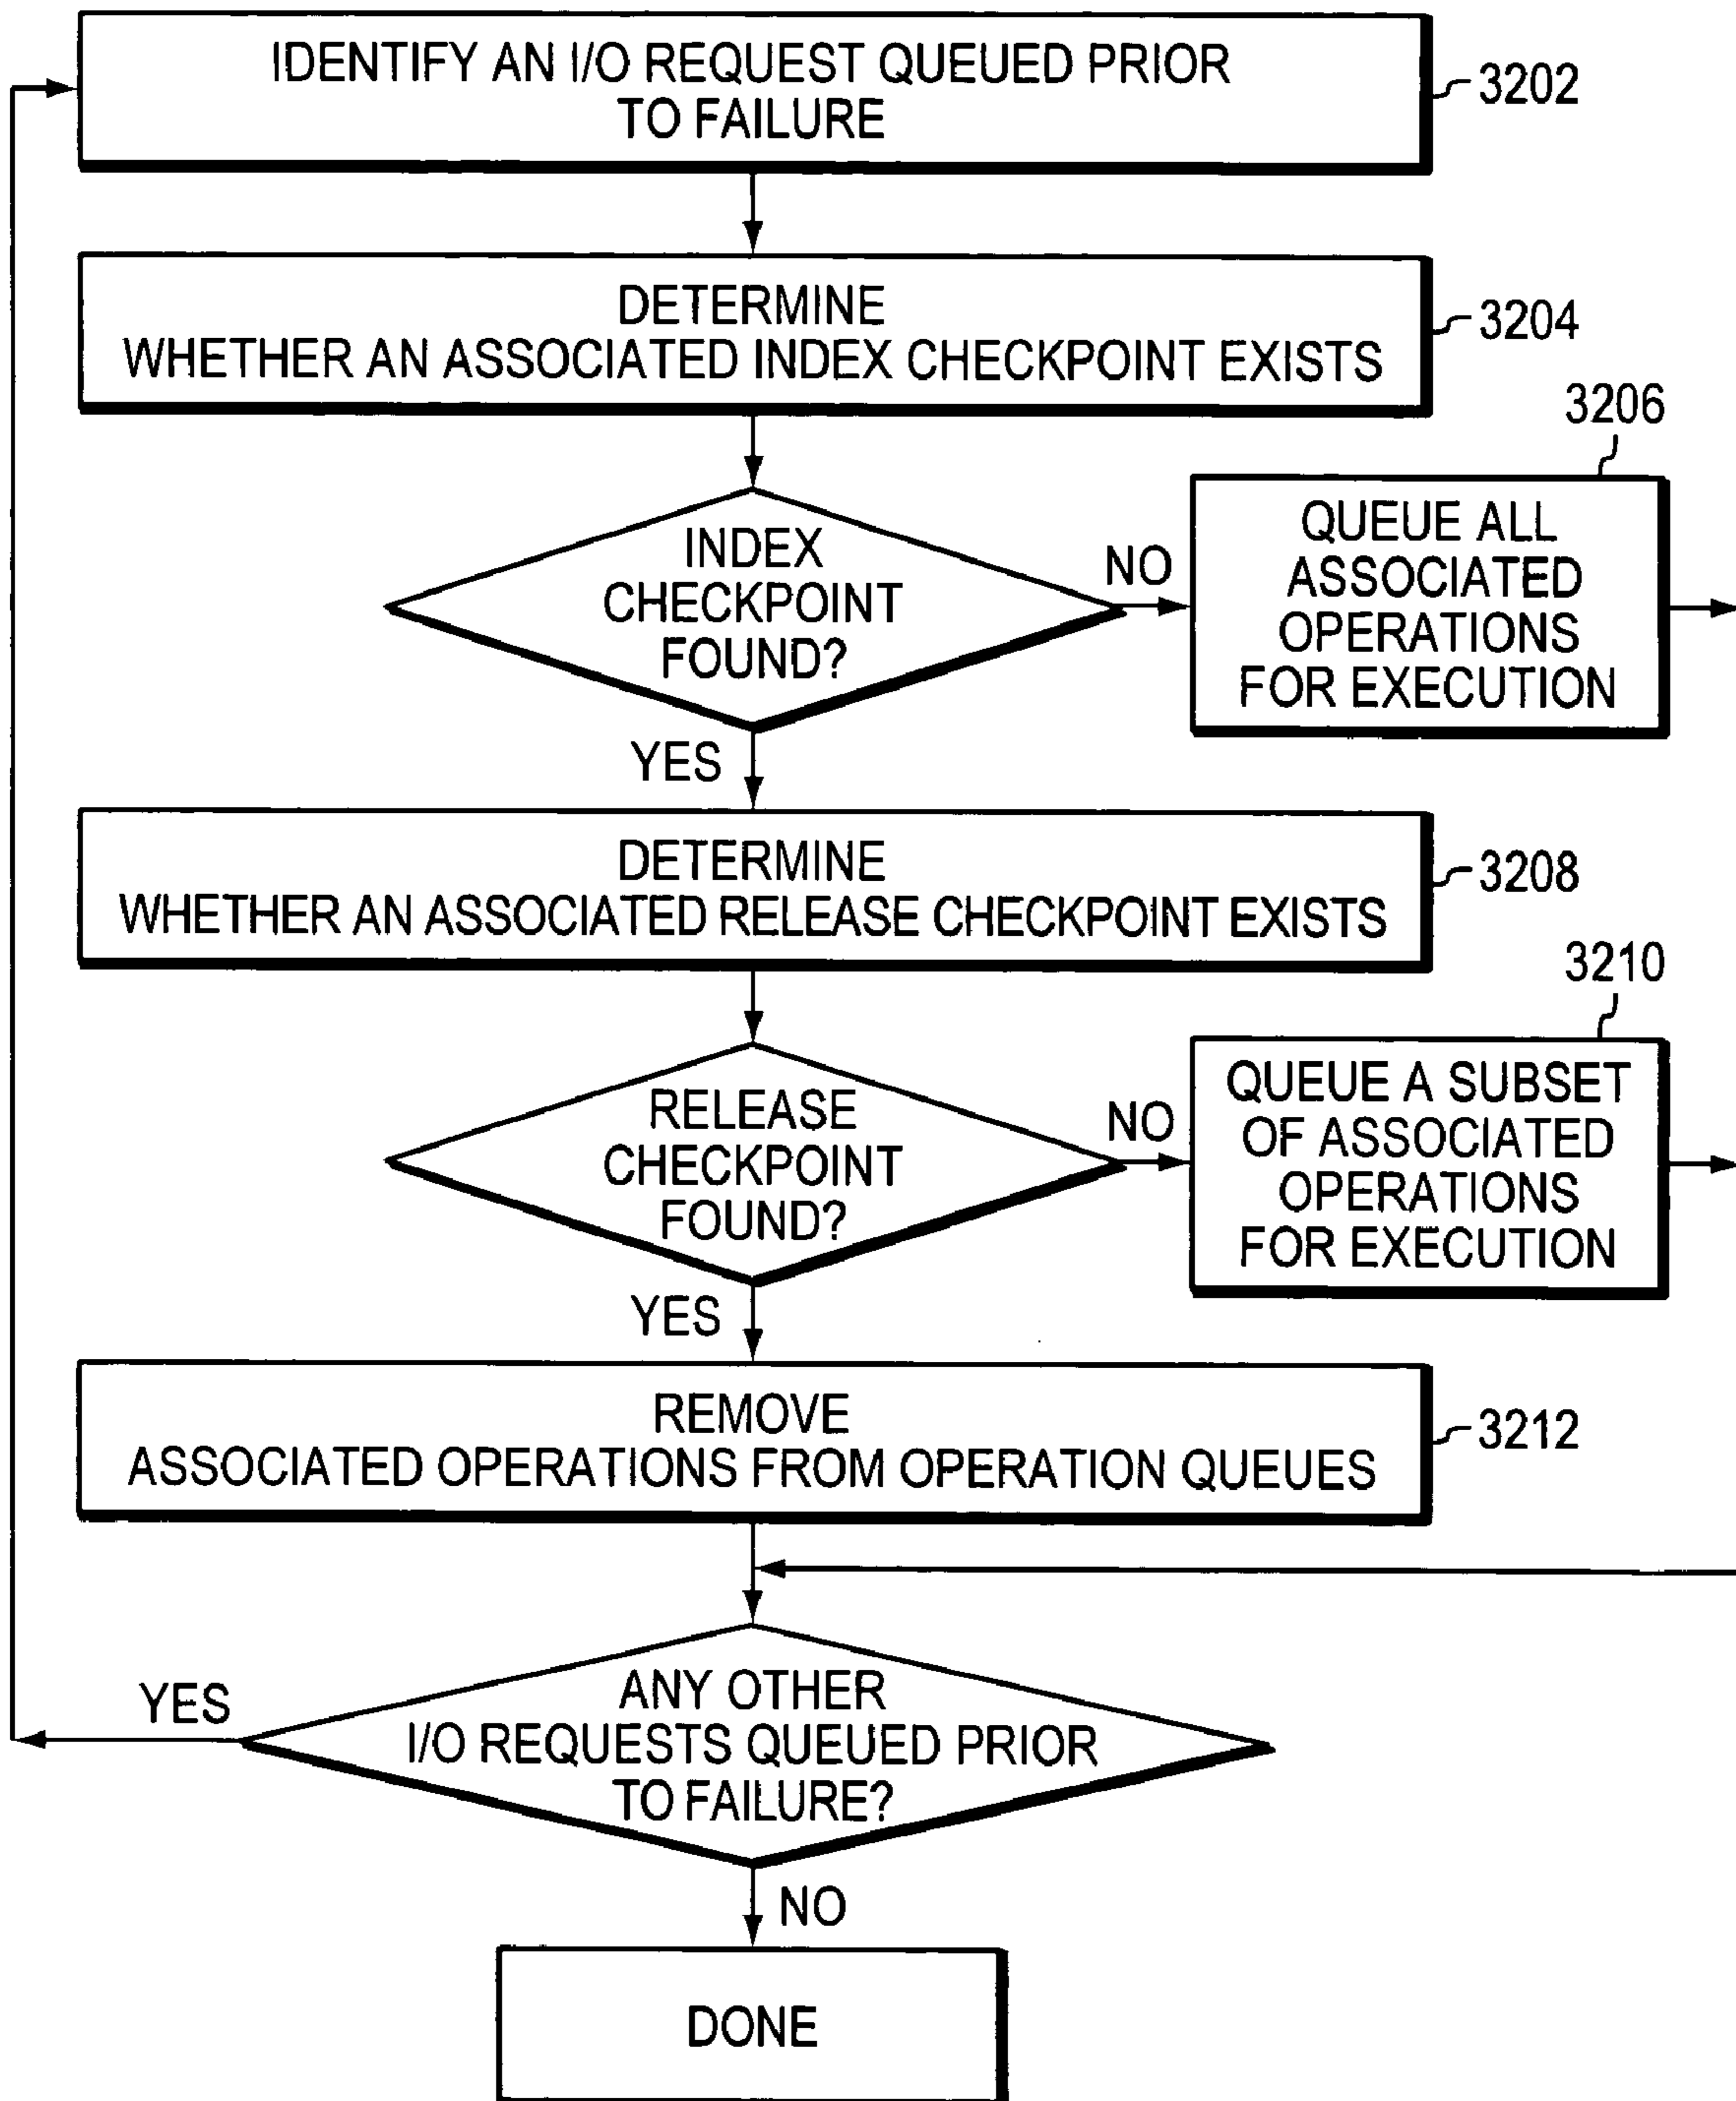 IDENTIFY AN I/O REQUEST QUEUED PRIOR
TO FAILURE
3202
DETERMINE
WHETHER AN ASSOCIATED INDEX CHECKPOINT EXISTS
3204
INDEX
CHECKPOINT
FOUND?
NO
3206
QUEUE ALL
ASSOCIATED
OPERATIONS
FOR EXECUTION
YES
DETERMINE
WHETHER AN ASSOCIATED RELEASE CHECKPOINT EXISTS
3208
RELEASE
CHECKPOINT
FOUND?
NO
3210
QUEUE A SUBSET
OF ASSOCIATED
OPERATIONS
FOR EXECUTION
YES
REMOVE
ASSOCIATED OPERATIONS FROM OPERATION QUEUES
3212
ANY OTHER
I/O REQUESTS QUEUED PRIOR
TO FAILURE?
YES
NO
DONE